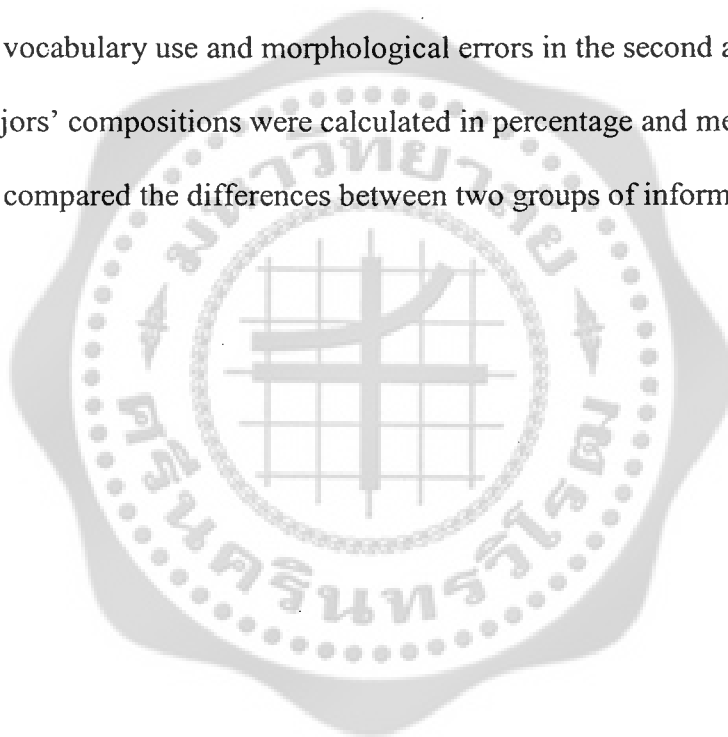 vocabulary use and morphological errors in the second a
jors’ compositions were calculated in percentage and me
compared the differences between two groups of inform
มหาวิทยาลัย
ศรีนครินทรวิโรฒ